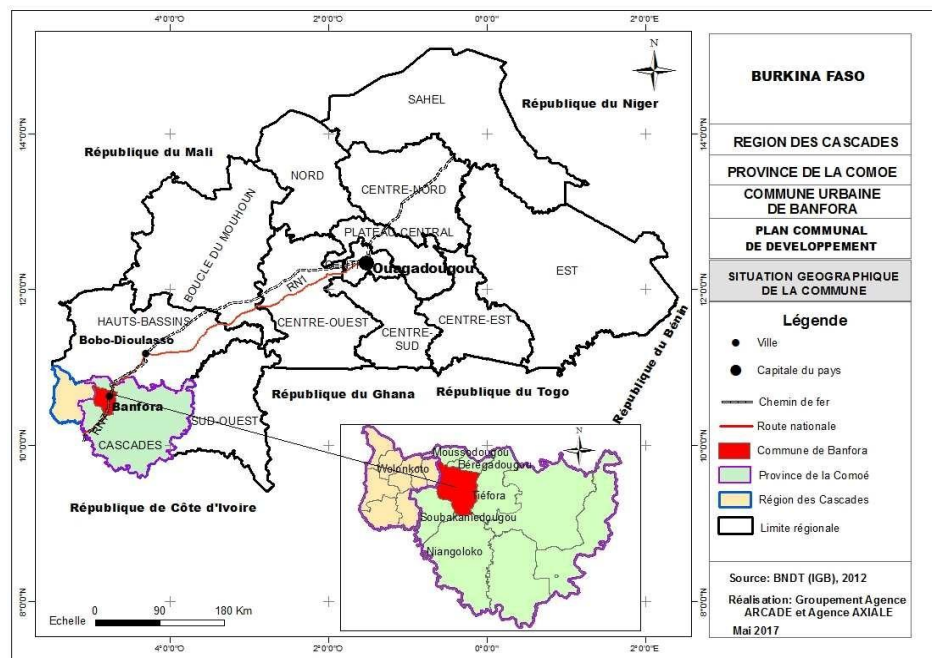 4°0'0"O
2°0'0"O
0°0'0"
2°0'0"E
N
SAHEL
République du Niger
14°0'0"N
14°0'0"N
République du Mali
NORD
CENTRE-NORD
BOUCLE DU MOUHOUN
PLATEAU CENTRAL
Ouagadougou
RN1
EST
12°0'0"N
12°0'0"N
HAUTS-BASSINS
CENTRE-OUEST
CENTRE-EST
CENTRE-
SUD
Bobo-Dioulasso
République du Bénin
République du Ghana
République du Togo
Banfora
SUD-OUEST
CASCADES
10°0'0"N
République de Côte d'Ivoire
N
Moussodougou
Wolonkoto
Béregadougou
Tiéfora
Soubakaniedougou
Niangoloko
8°0'0"N
8°0'0"N
Echelle
0 90 180 Km
4°0'0"O
2°0'0"O
0°0'0"
2°0'0"E
BURKINA FASO
REGION DES CASCADES
PROVINCE DE LA COMOE
COMMUNE URBAINE
DE BANFORA
PLAN COMMUNAL
DE DEVELOPPEMENT
SITUATION GEOGRAPHIQUE
DE LA COMMUNE
Légende
Ville
Capitale du pays
Chemin de fer
Route nationale
Commune de Banfora
Province de la Comoé
Région des Cascades
Limite régionale
Source: BNDT (IGB), 2012
Réalisation: Groupement Agence
ARCADE et Agence AXIALE
Mai 2017